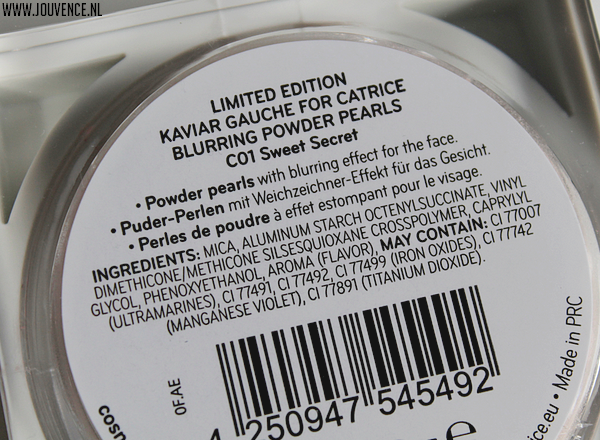 WWW.JOUVENCE.NL
LIMITED EDITION
KAVIAR GAUCHE FOR CATRICE
BLURRING POWDER PEARLS
C01 Sweet Secret
• Powder pearls with blurring effect for the face.
• Puder-Perlen mit Weichzeichner-Effekt für das Gesicht.
• Perles de poudre à effet estompant pour le visage.
INGREDIENTS: MICA, ALUMINUM STARCH OCTENYLSUCCINATE, VINYL
DIMETHICONE/METHICONE SILSESQUIOXANE CROSSPOLYMER, CAPRYLYL
GLYCOL, PHENOXYETHANOL, AROMA (FLAVOR), MAY CONTAIN: CI 77007
(ULTRAMARINES), CI 77491, CI 77492, CI 77499 (IRON OXIDES), CI 77742
(MANGANESE VIOLET), CI 77891 (TITANIUM DIOXIDE).
0F.AE
4 250947 545492
cosn
rice.eu • Made in PRC
e